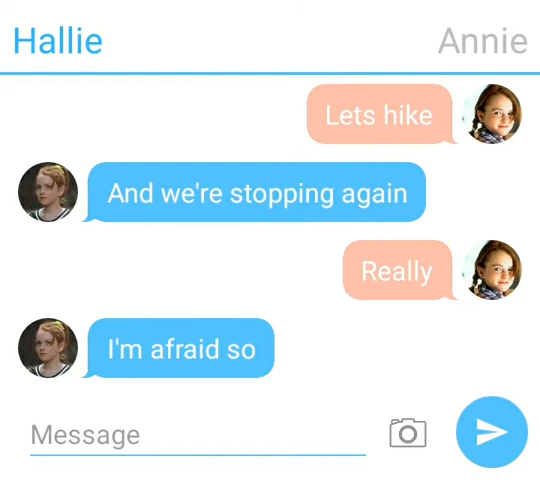 Hallie
Annie
Lets hike
And we're stopping again
Really
I'm afraid so
Message